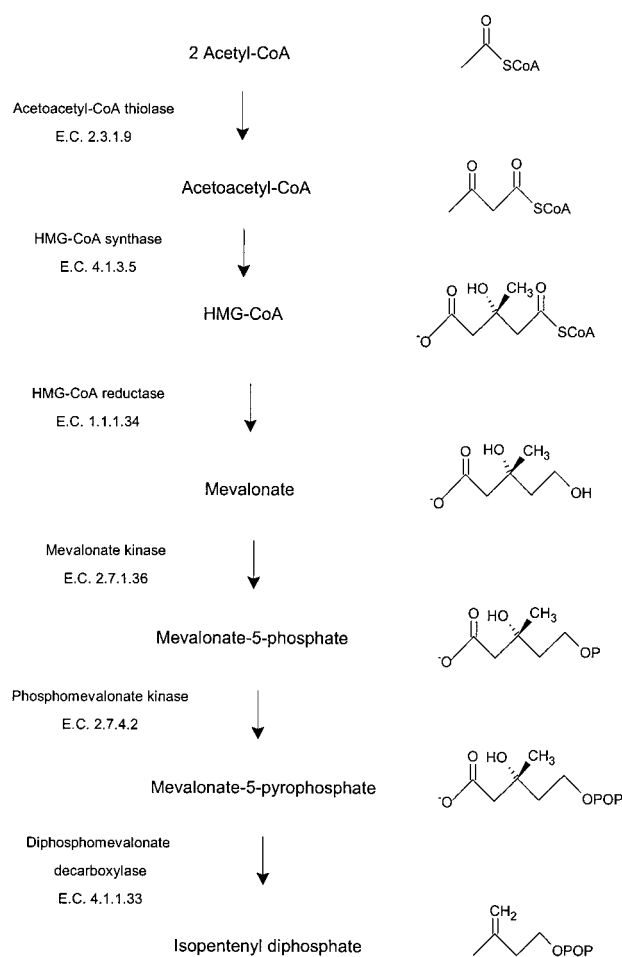 2 Acetyl-CoA
O
SCoA
Acetoacetyl-CoA thiolase
E.C. 2.3.1.9
Acetoacetyl-CoA
O O
SCoA
HMG-CoA synthase
E.C. 4.1.3.5
HMG-CoA
O HO CH3 O
-O SCoA
HMG-CoA reductase
E.C. 1.1.1.34
Mevalonate
O HO CH3
-O OH
Mevalonate kinase
E.C. 2.7.1.36
Mevalonate-5-phosphate
O HO CH3
-O OP
Phosphomevalonate kinase
E.C. 2.7.4.2
Mevalonate-5-pyrophosphate
O HO CH3
-O OPOP
Diphosphomevalonate
decarboxylase
E.C. 4.1.1.33
Isopentenyl diphosphate
CH2
OPOP